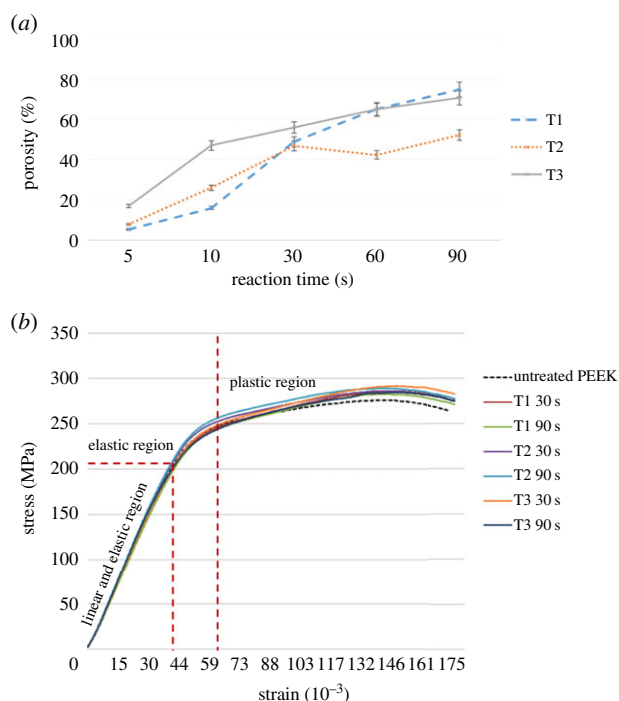 (a)
100
80
60
40
20
0
porosity (%)
5 10 30 60 90
reaction time (s)
T1
T2
T3
(b)
350
300
250
200
150
100
50
0
stress (MPa)
plastic region
elastic region
linear and elastic region
15 30 44 59 73 88 103 117 132 146 161 175
strain (10⁻³)
untreated PEEK
T1 30 s
T1 90 s
T2 30 s
T2 90 s
T3 30 s
T3 90 s